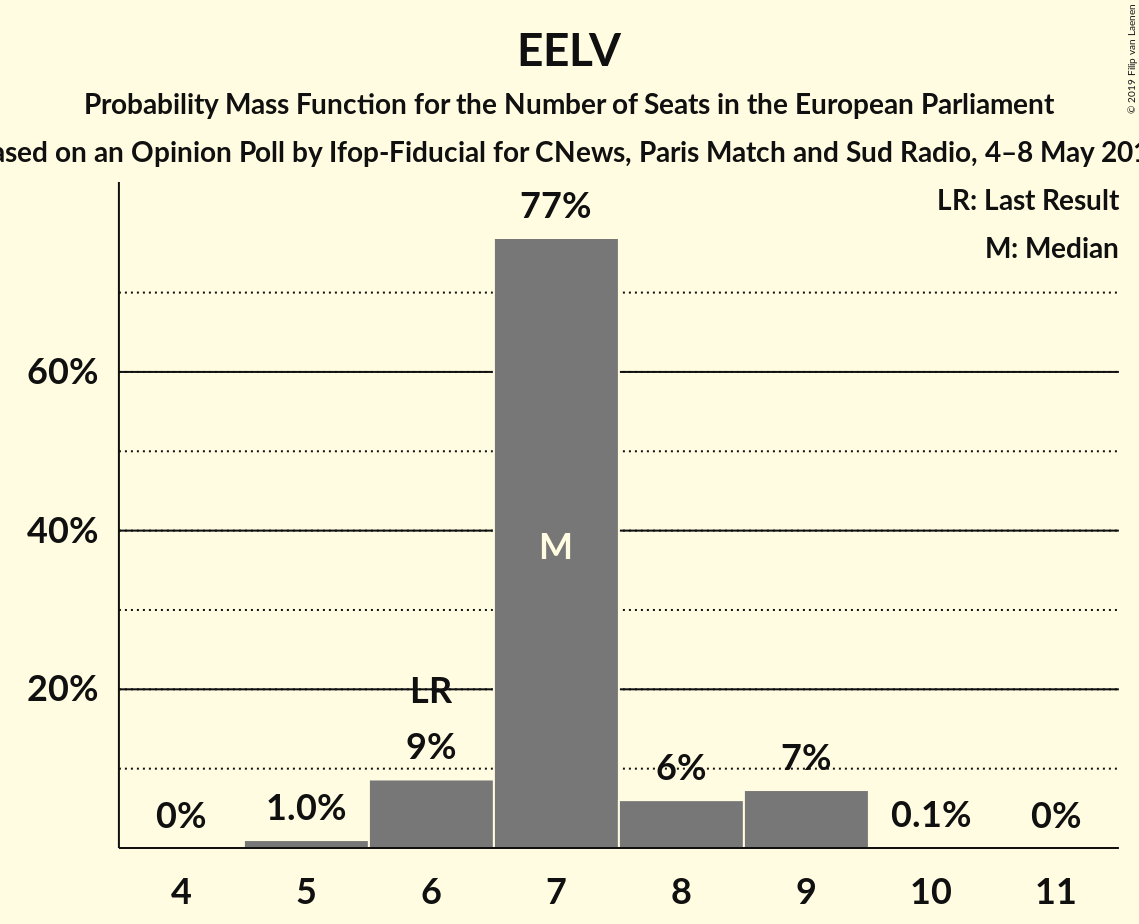 EELV
Probability Mass Function for the Number of Seats in the European Parliament
ased on an Opinion Poll by Ifop-Fiducial for CNews, Paris Match and Sud Radio, 4–8 May 201
© 2019 Filip van Laenen
LR: Last Result
M: Median
77%
60%
40%
M
20%
LR
9%
7%
6%
0%
1.0%
0.1%
0%
4 5 6 7 8 9 10 11